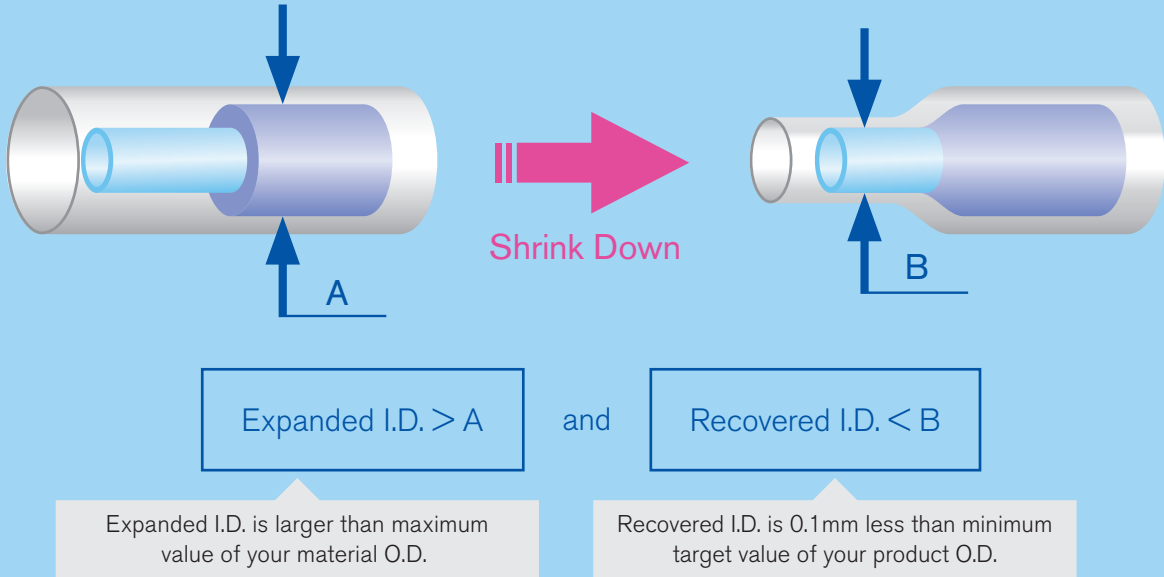 A
Shrink Down
B
Expanded I.D. > A
and
Recovered I.D. < B
Expanded I.D. is larger than maximum
value of your material O.D.
Recovered I.D. is 0.1mm less than minimum
target value of your product O.D.